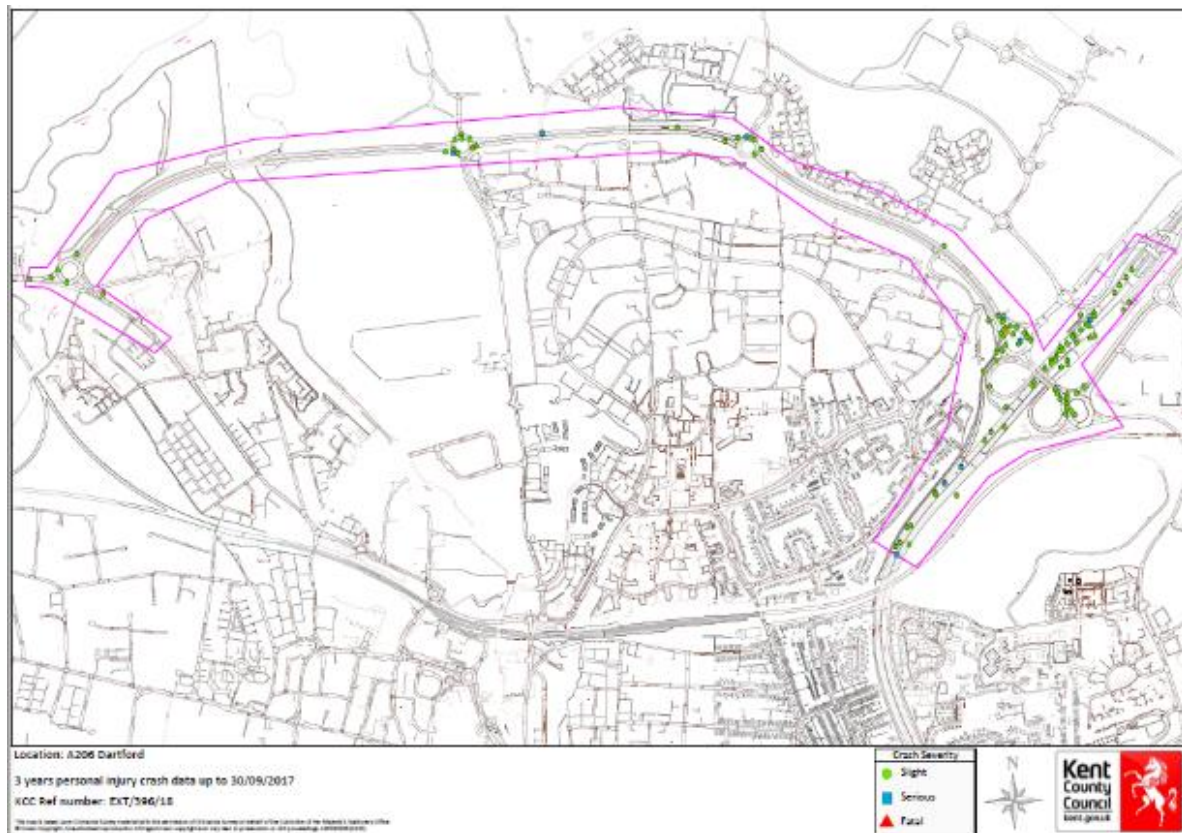 Location: A206 Dartford
3 years personal injury crash data up to 30/09/2017
KCC Ref number: EXT/396/18
Crash Severity
Slight
Serious
Fatal
N
Kent
County
Council
kent.gov.uk